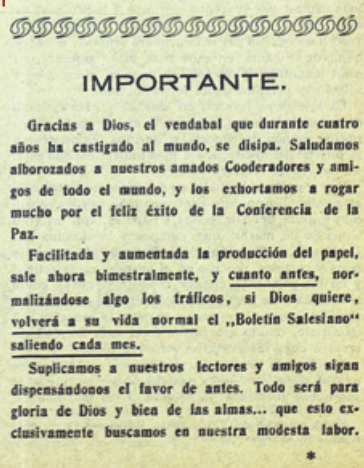 IMPORTANTE.
Gracias a Dios, el vendabal que durante cuatro
años ha castigado al mundo, se disipa. Saludamos
alborozados a nuestros amados Cooderadores y ami-
gos de todo el mundo, y los exhortamos a rogar
mucho por el feliz éxito de la Conferencia de la
Paz.
Facilitada y aumentada la producción del papel,
sale ahora bimestralmente, y cuanto antes, nor-
malizándose algo los tráficos, si Dios quiere,
volverá a su vida normal el „Boletín Salesiano"
saliendo cada mes.
Suplicamos a nuestros lectores y amigos sigan
dispensándonos el favor de antes. Todo será para
gloria de Dios y bien de las almas... que esto ex-
clusivamente buscamos en nuestra modesta labor.
*